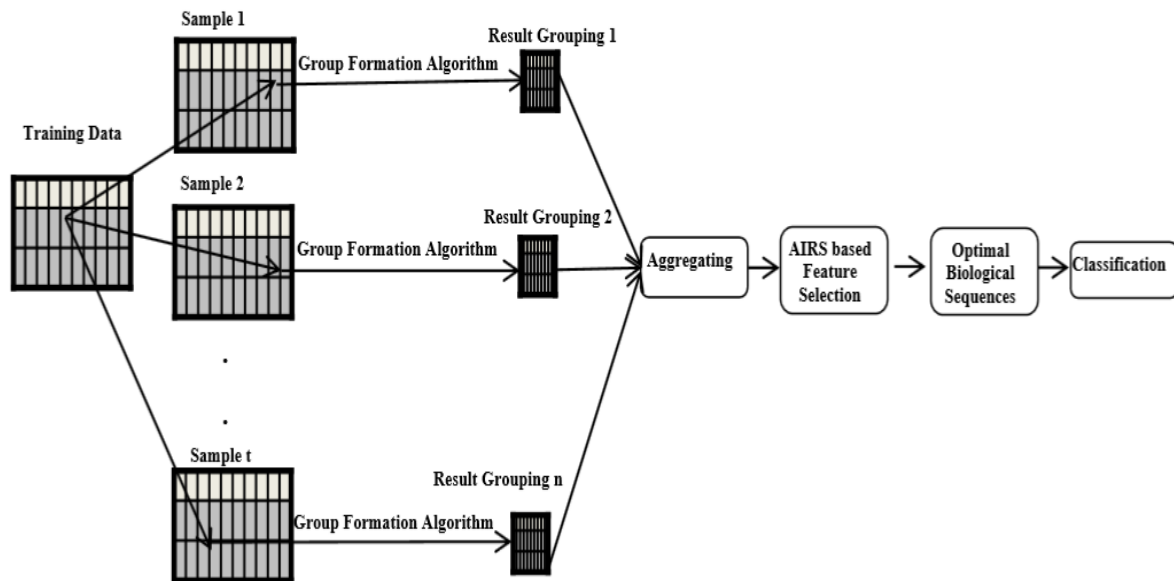 Sample 1
Group Formation Algorithm
Result Grouping 1
Training Data
Sample 2
Group Formation Algorithm
Result Grouping 2
Aggregating
AIRS based
Feature
Selection
Optimal
Biological
Sequences
Classification
.
.
Sample t
Group Formation Algorithm
Result Grouping n